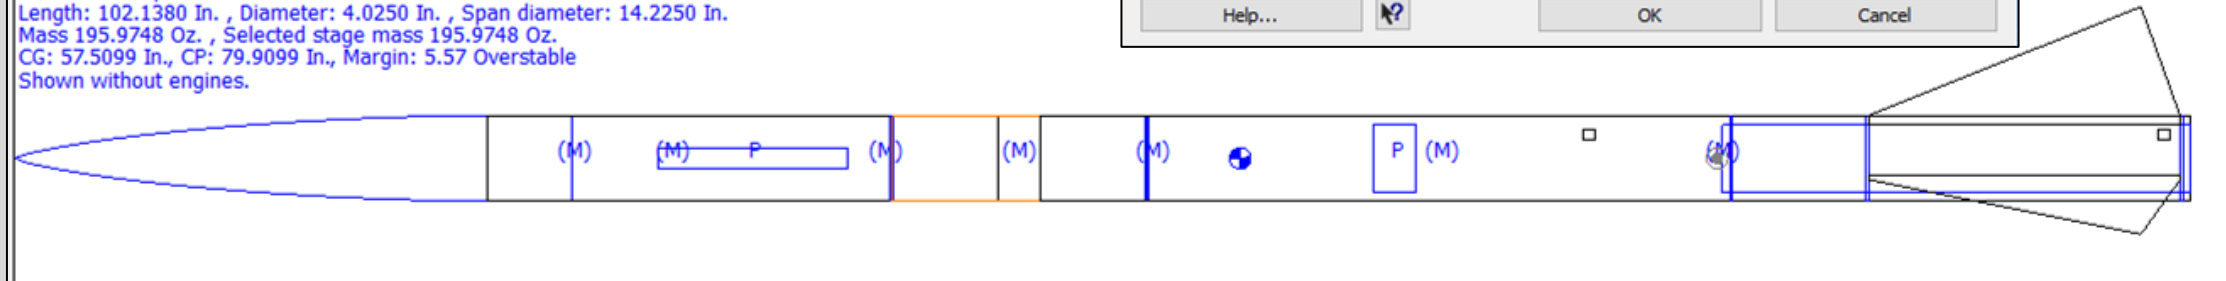 Length: 102.1380 In. , Diameter: 4.0250 In. , Span diameter: 14.2250 In.
Mass 195.9748 Oz. , Selected stage mass 195.9748 Oz.
CG: 57.5099 In., CP: 79.9099 In., Margin: 5.57 Overstable
Shown without engines.
Help... ? OK Cancel
(M) (M) P (M) (M) (M) P (M) (M)